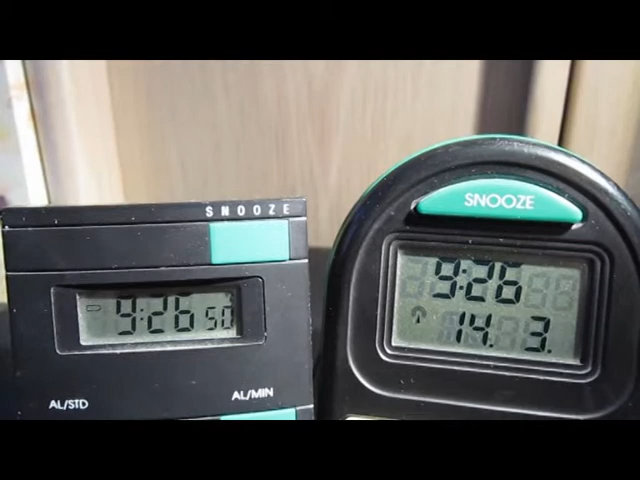 SNOOZE
9:26 50
AL/STD
AL/MIN
SNOOZE
9:26
14. 3.